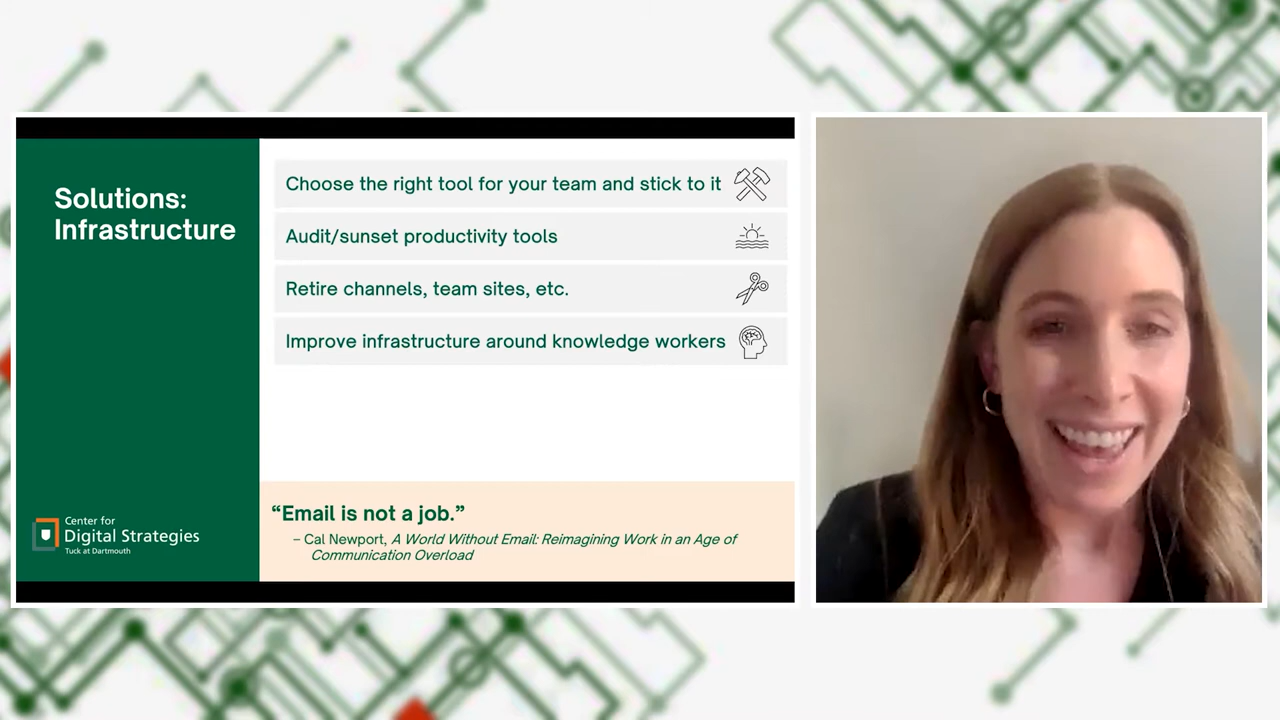 Solutions:
Infrastructure
Choose the right tool for your team and stick to it
Audit/sunset productivity tools
Retire channels, team sites, etc.
Improve infrastructure around knowledge workers
“Email is not a job.”
– Cal Newport, A World Without Email: Reimagining Work in an Age of
Communication Overload
Center for
Digital Strategies
Tuck at Dartmouth